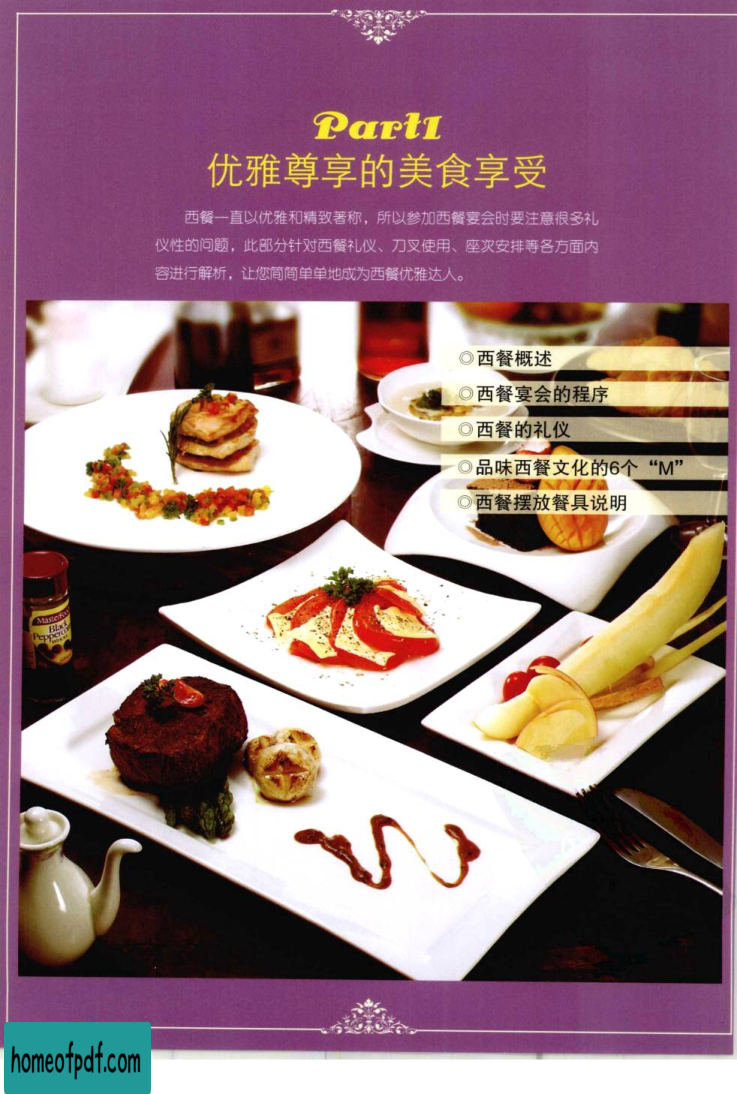 Part1
优雅尊享的美食享受
西餐一直以优雅和精致著称，所以参加西餐宴会时要注意很多礼
仪性的问题，此部分针对西餐礼仪、刀叉使用、座次安排等各方面内
容进行解析，让您简简单单地成为西餐优雅达人。
◎西餐概述
◎西餐宴会的程序
◎西餐的礼仪
◎品味西餐文化的6个“M”
◎西餐摆放餐具说明
MasterFoods
Black
Peppercorns
homeofpdf.com